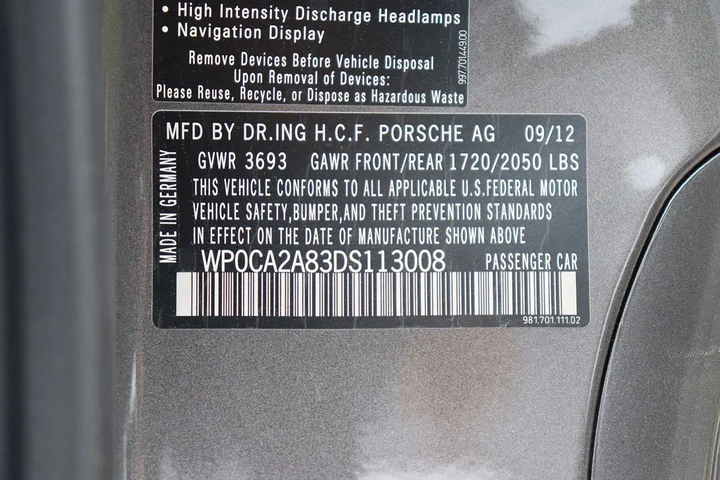 • High Intensity Discharge Headlamps
• Navigation Display
Remove Devices Before Vehicle Disposal
Upon Removal of Devices:
Please Reuse, Recycle, or Dispose as Hazardous Waste
997.701.449.00
MFD BY DR.ING H.C.F. PORSCHE AG 09/12
GVWR 3693 GAWR FRONT/REAR 1720/2050 LBS
THIS VEHICLE CONFORMS TO ALL APPLICABLE U.S.FEDERAL MOTOR
VEHICLE SAFETY,BUMPER,AND THEFT PREVENTION STANDARDS
IN EFFECT ON THE DATE OF MANUFACTURE SHOWN ABOVE
WP0CA2A83DS113008 PASSENGER CAR
MADE IN GERMANY
981.701.111.02